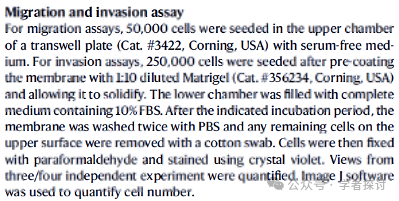 Migration and invasion assay
For migration assays, 50,000 cells were seeded in the upper chamber
of a transwell plate (Cat. #3422, Corning, USA) with serum-free med-
ium. For invasion assays, 250,000 cells were seeded after pre-coating
the membrane with 1:10 diluted Matrigel (Cat. #356234, Corning, USA)
and allowing it to solidify. The lower chamber was filled with complete
medium containing 10% FBS. After the indicated incubation period, the
membrane was washed twice with PBS and any remaining cells on the
upper surface were removed with a cotton swab. Cells were then fixed
with paraformaldehyde and stained using crystal violet. Views from
three/four independent experiment were quantified. Image J software
was used to quantify cell number.
公众号·学者探讨